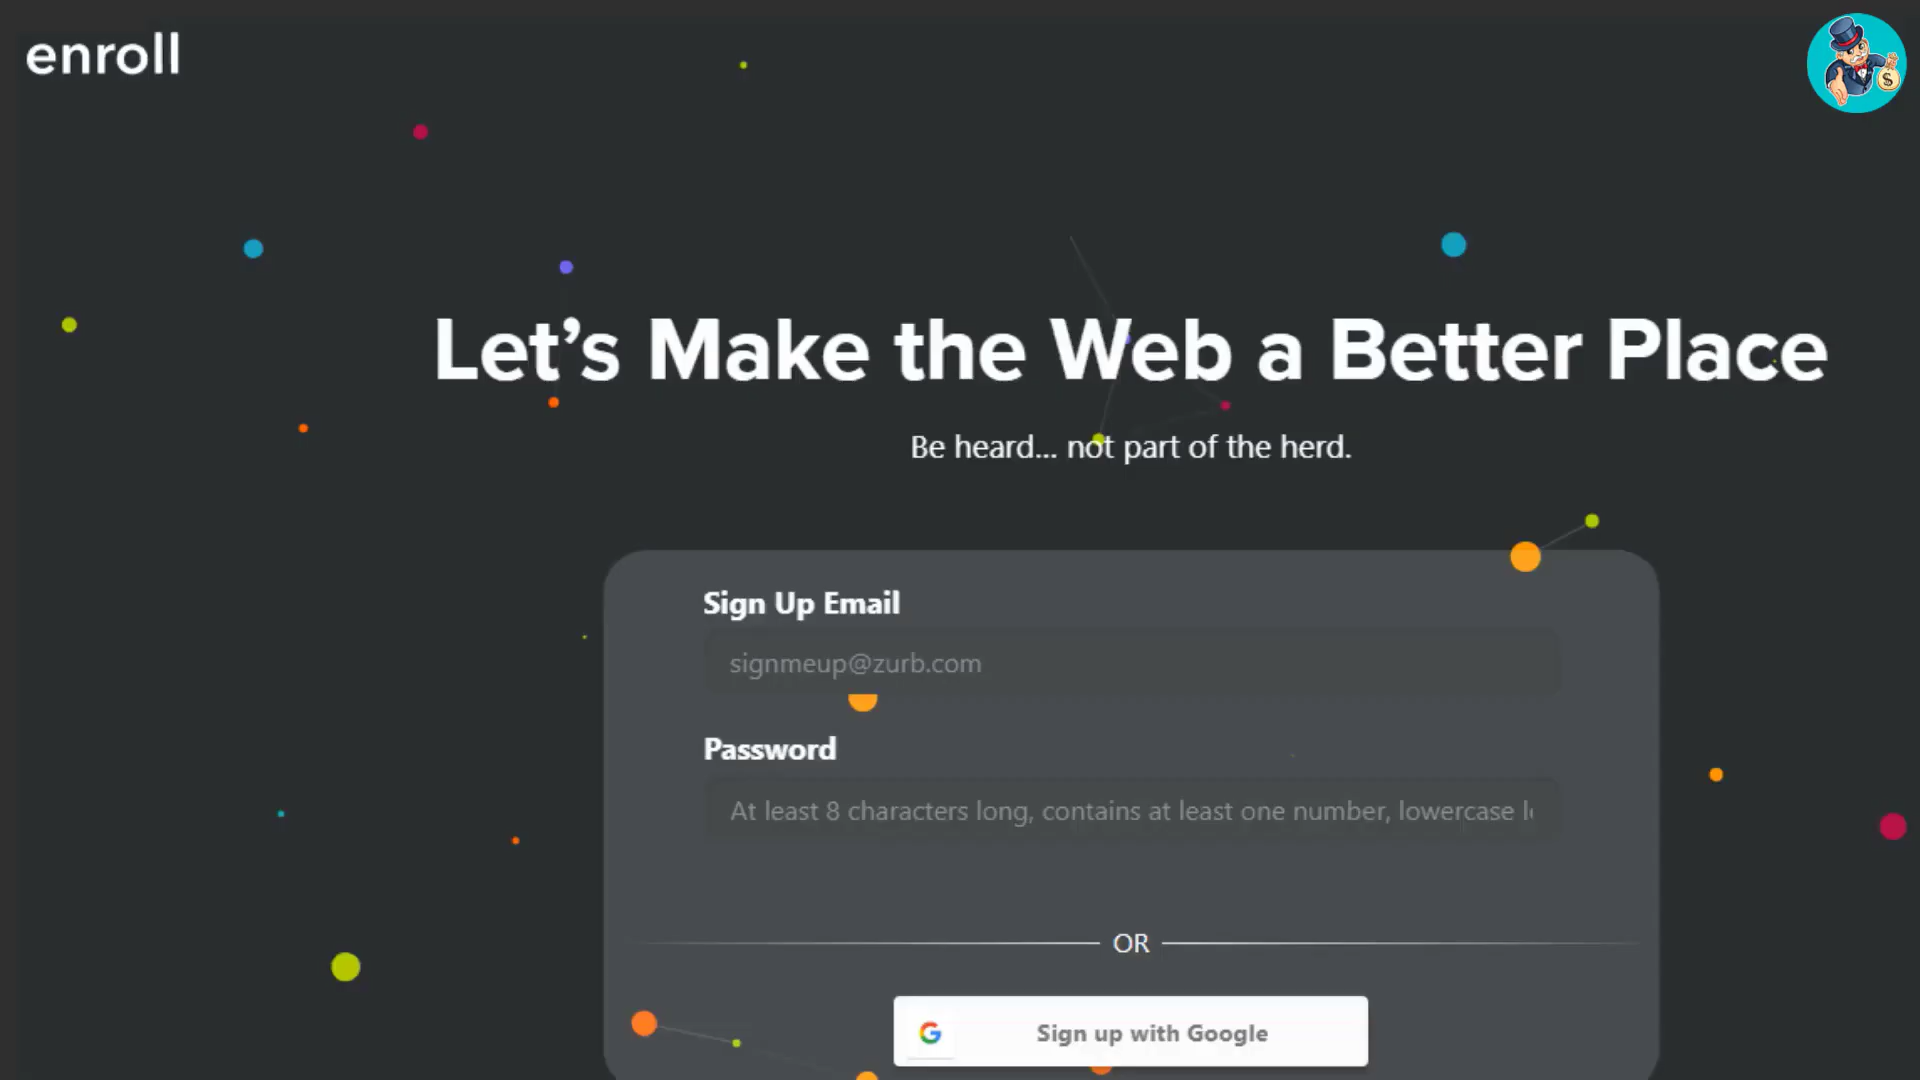 enroll
$
Let’s Make the Web a Better Place
Be heard... not part of the herd.
Sign Up Email
signmeup@zurb.com
Password
At least 8 characters long, contains at least one number, lowercase
OR
G
Sign up with Google